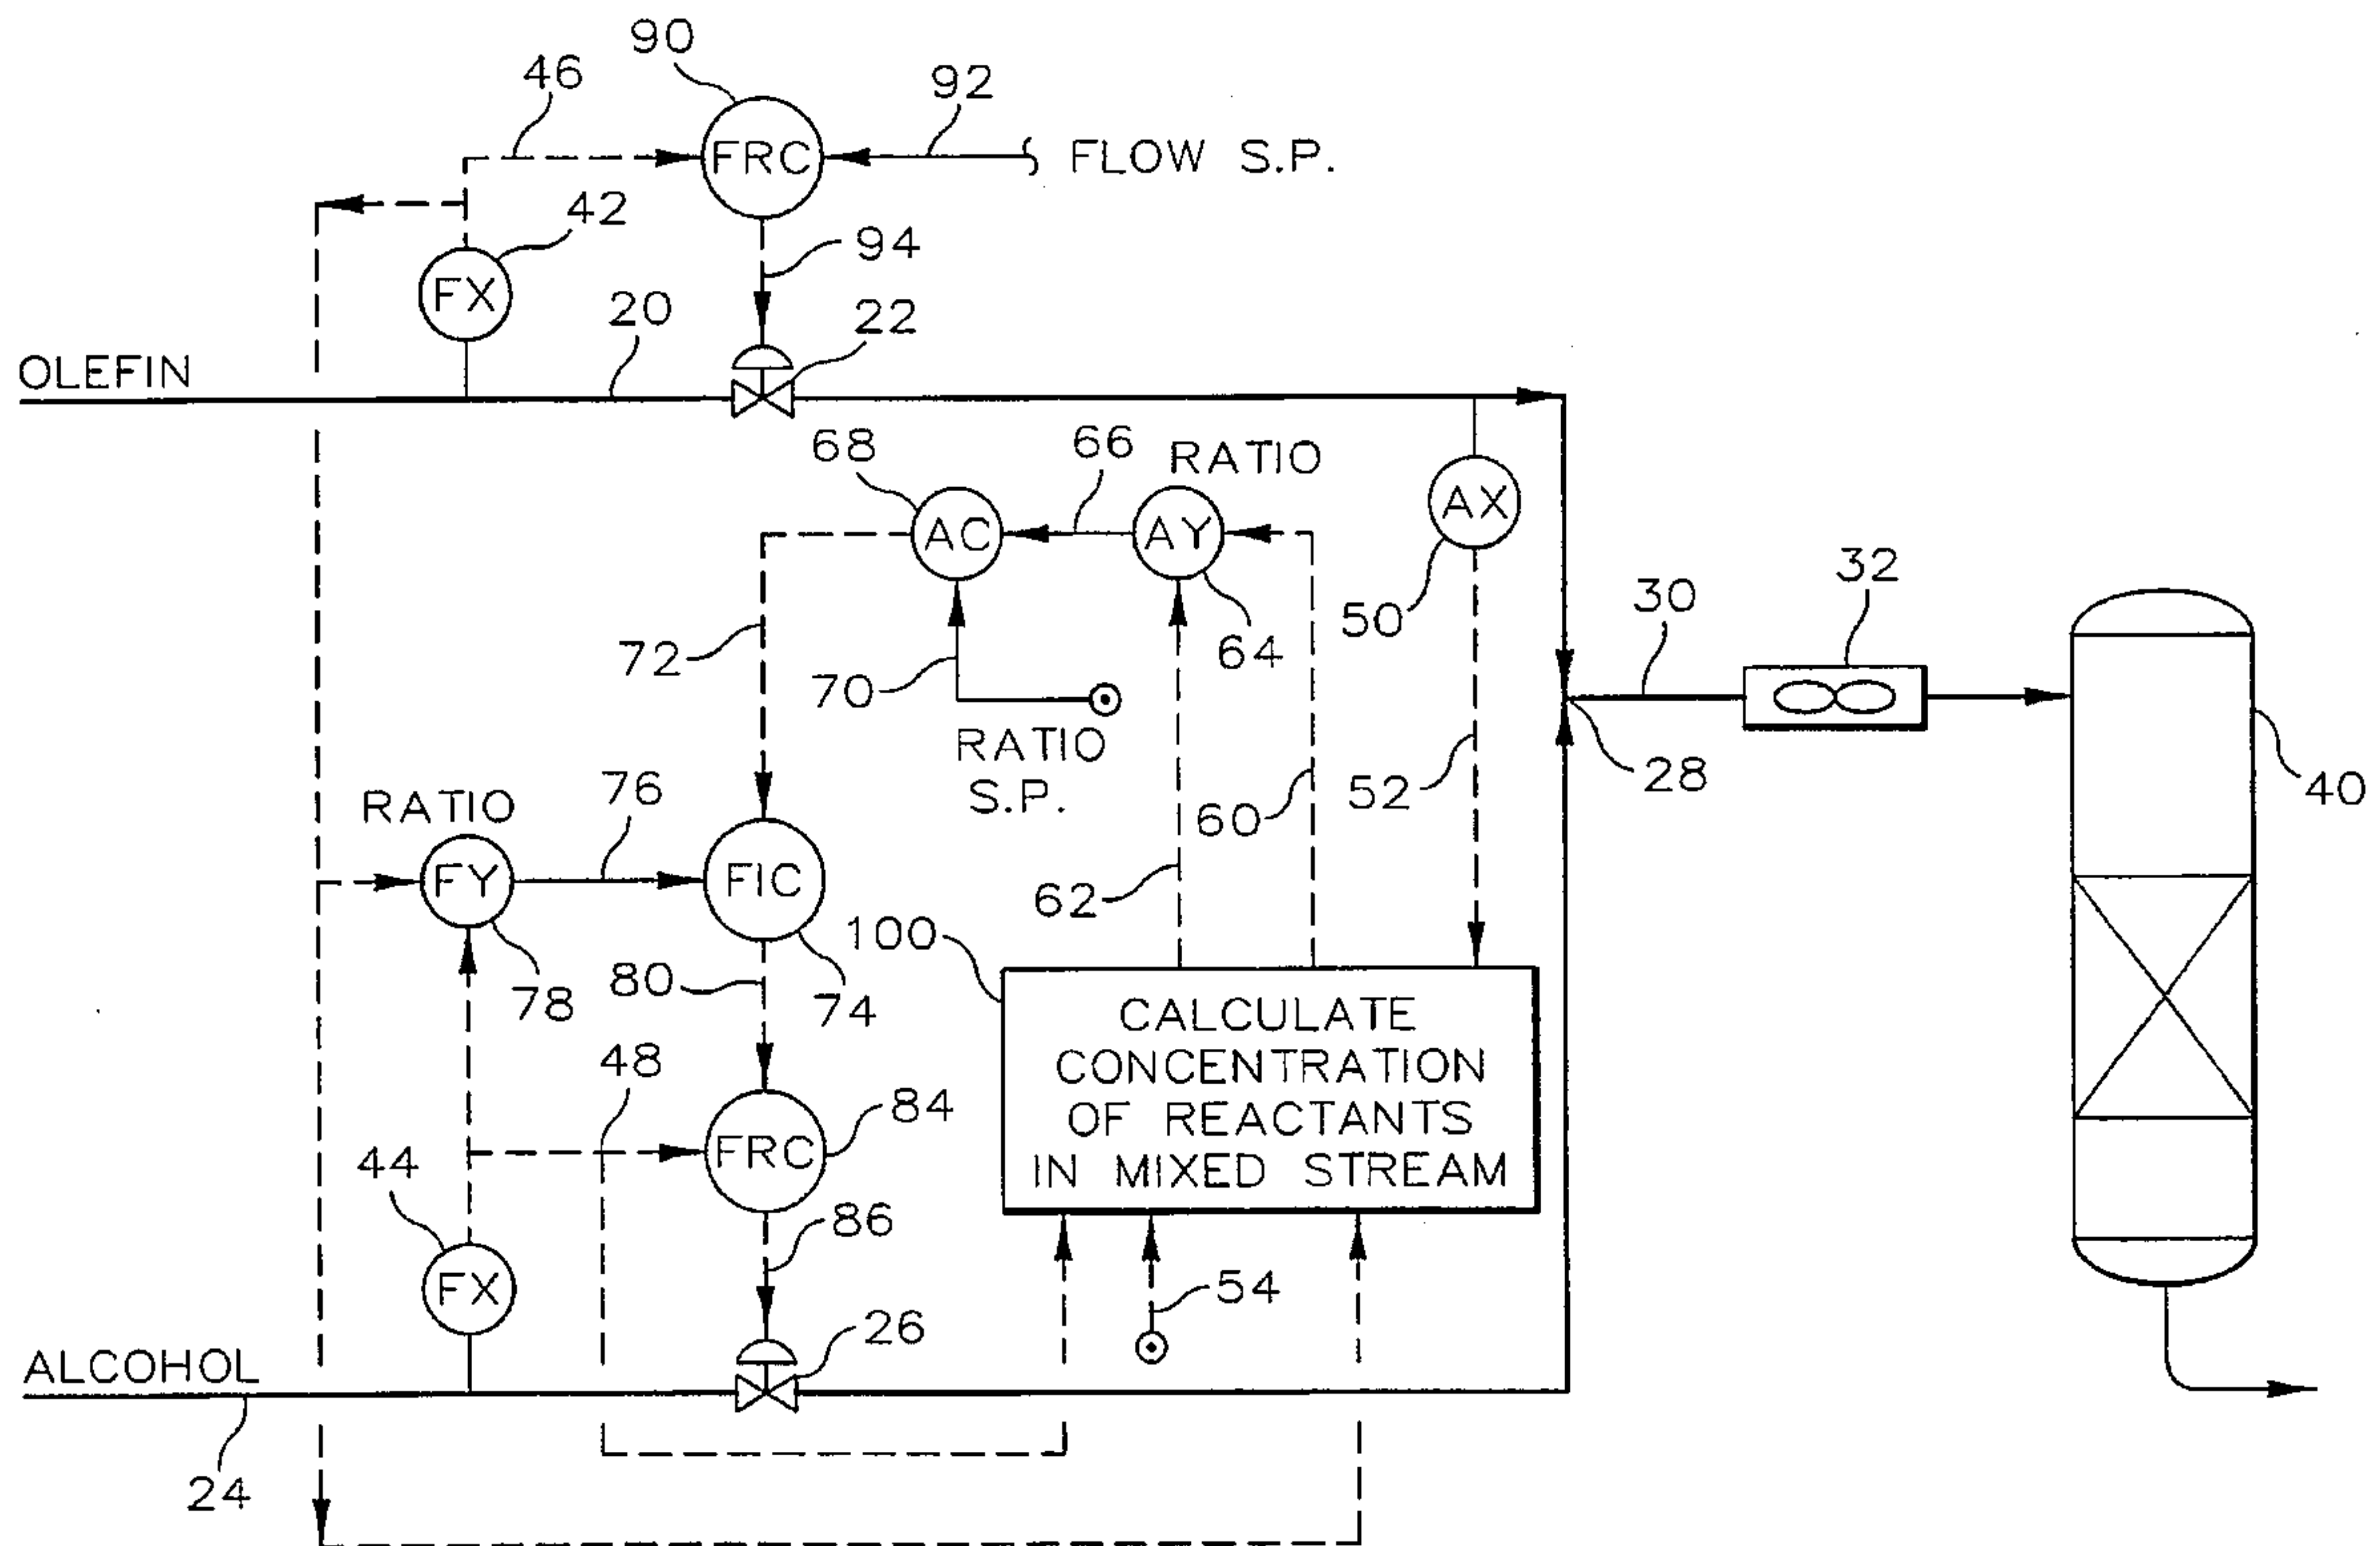 90
46
92
FRC
FLOW S.P.
42
94
FX
20
22
OLEFIN
68
66
RATIO
AX
AC
AY
32
30
50
64
72
70
RATIO
S.P.
28
40
76
52
60
RATIO
FY
FIC
62
100
80
78
74
CALCULATE
CONCENTRATION
OF REACTANTS
IN MIXED STREAM
48
84
FRC
44
86
54
FX
26
ALCOHOL
24